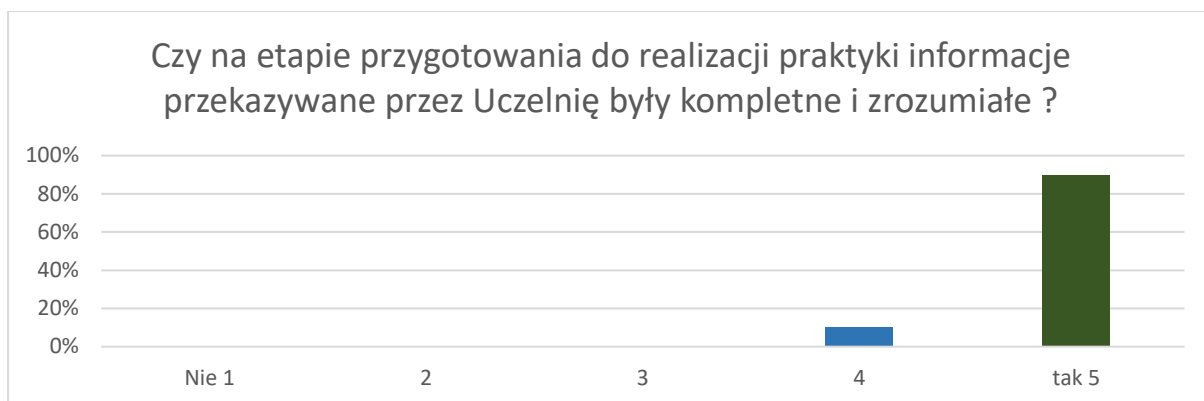 Czy na etapie przygotowania do realizacji praktyki informacje
przekazywane przez Uczelnię były kompletne i zrozumiałe ?
100%
80%
60%
40%
20%
0%
Nie 1 2 3 4 tak 5